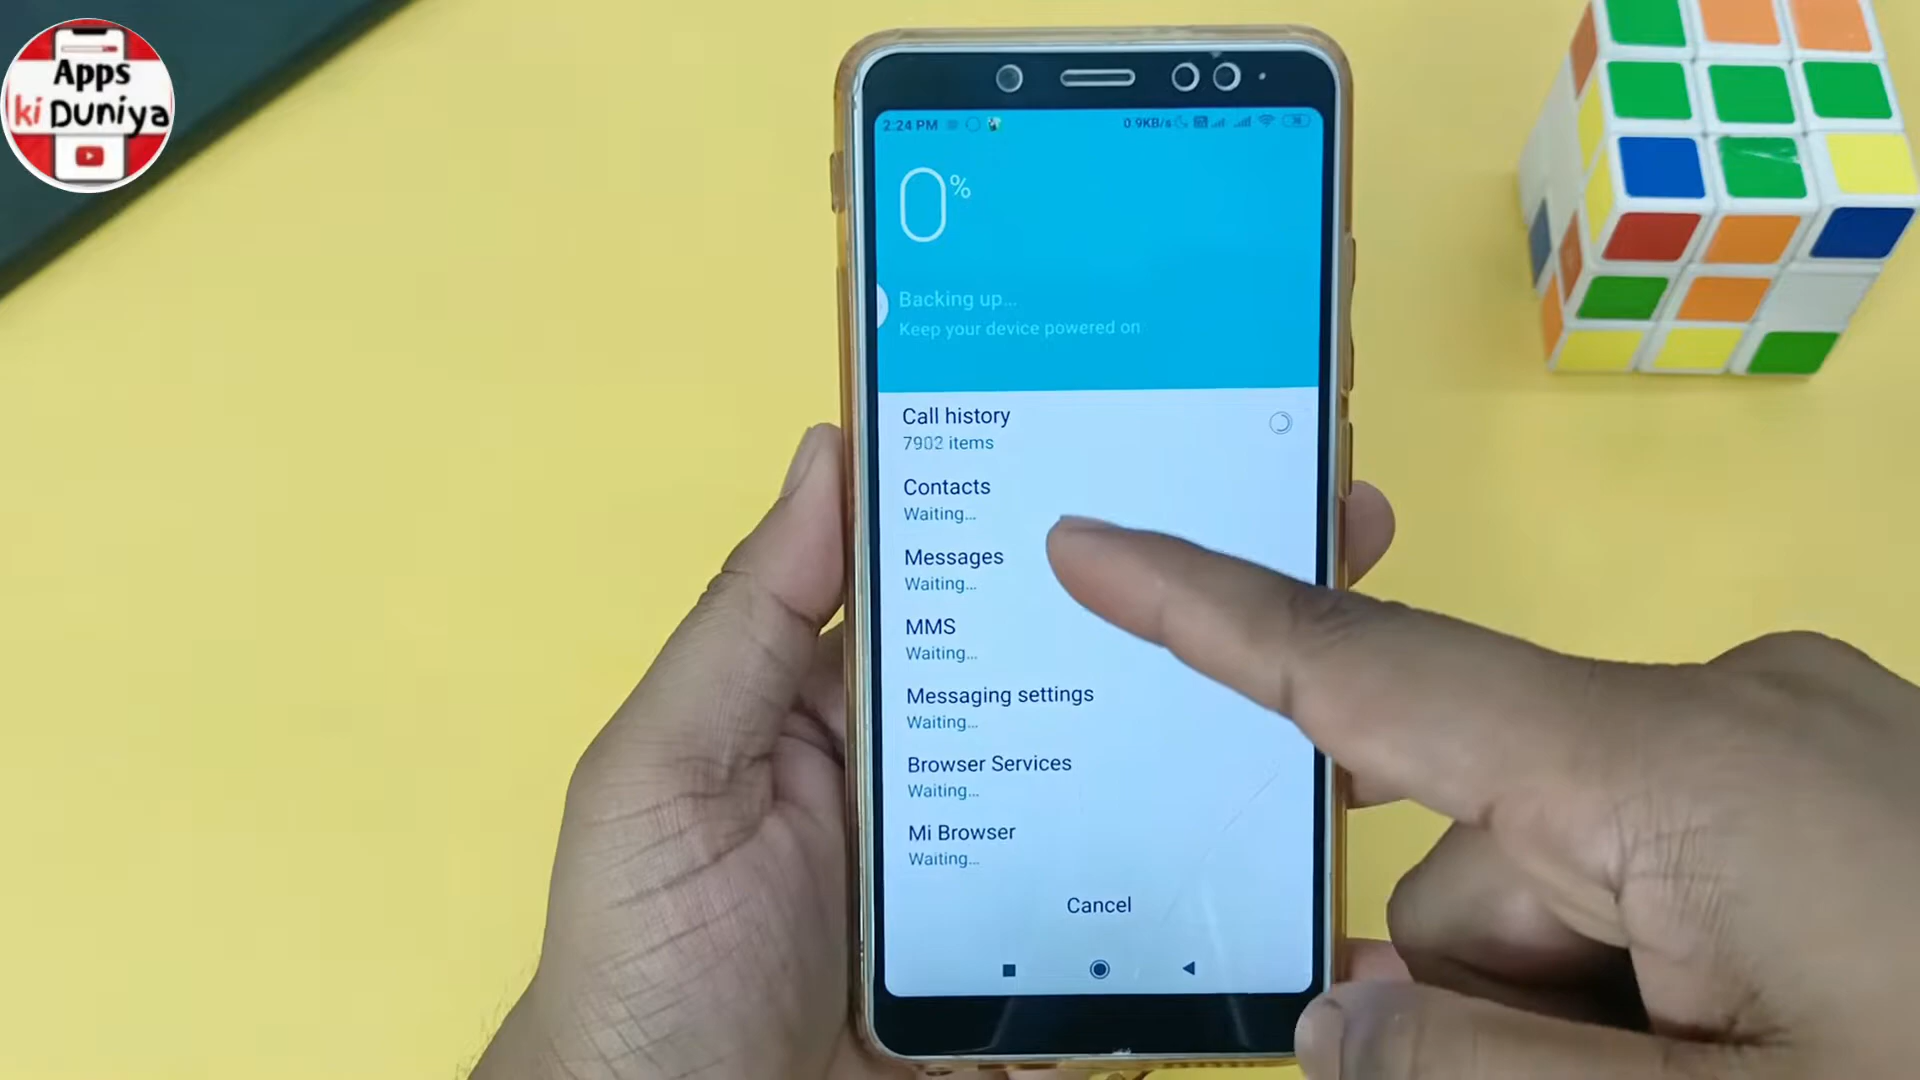 Apps
ki Duniya
2:24 PM
0.9KB/s
0%
Backing up...
Keep your device powered on
Call history
7902 items
Contacts
Waiting...
Messages
Waiting...
MMS
Waiting...
Messaging settings
Waiting...
Browser Services
Waiting...
Mi Browser
Waiting...
Cancel